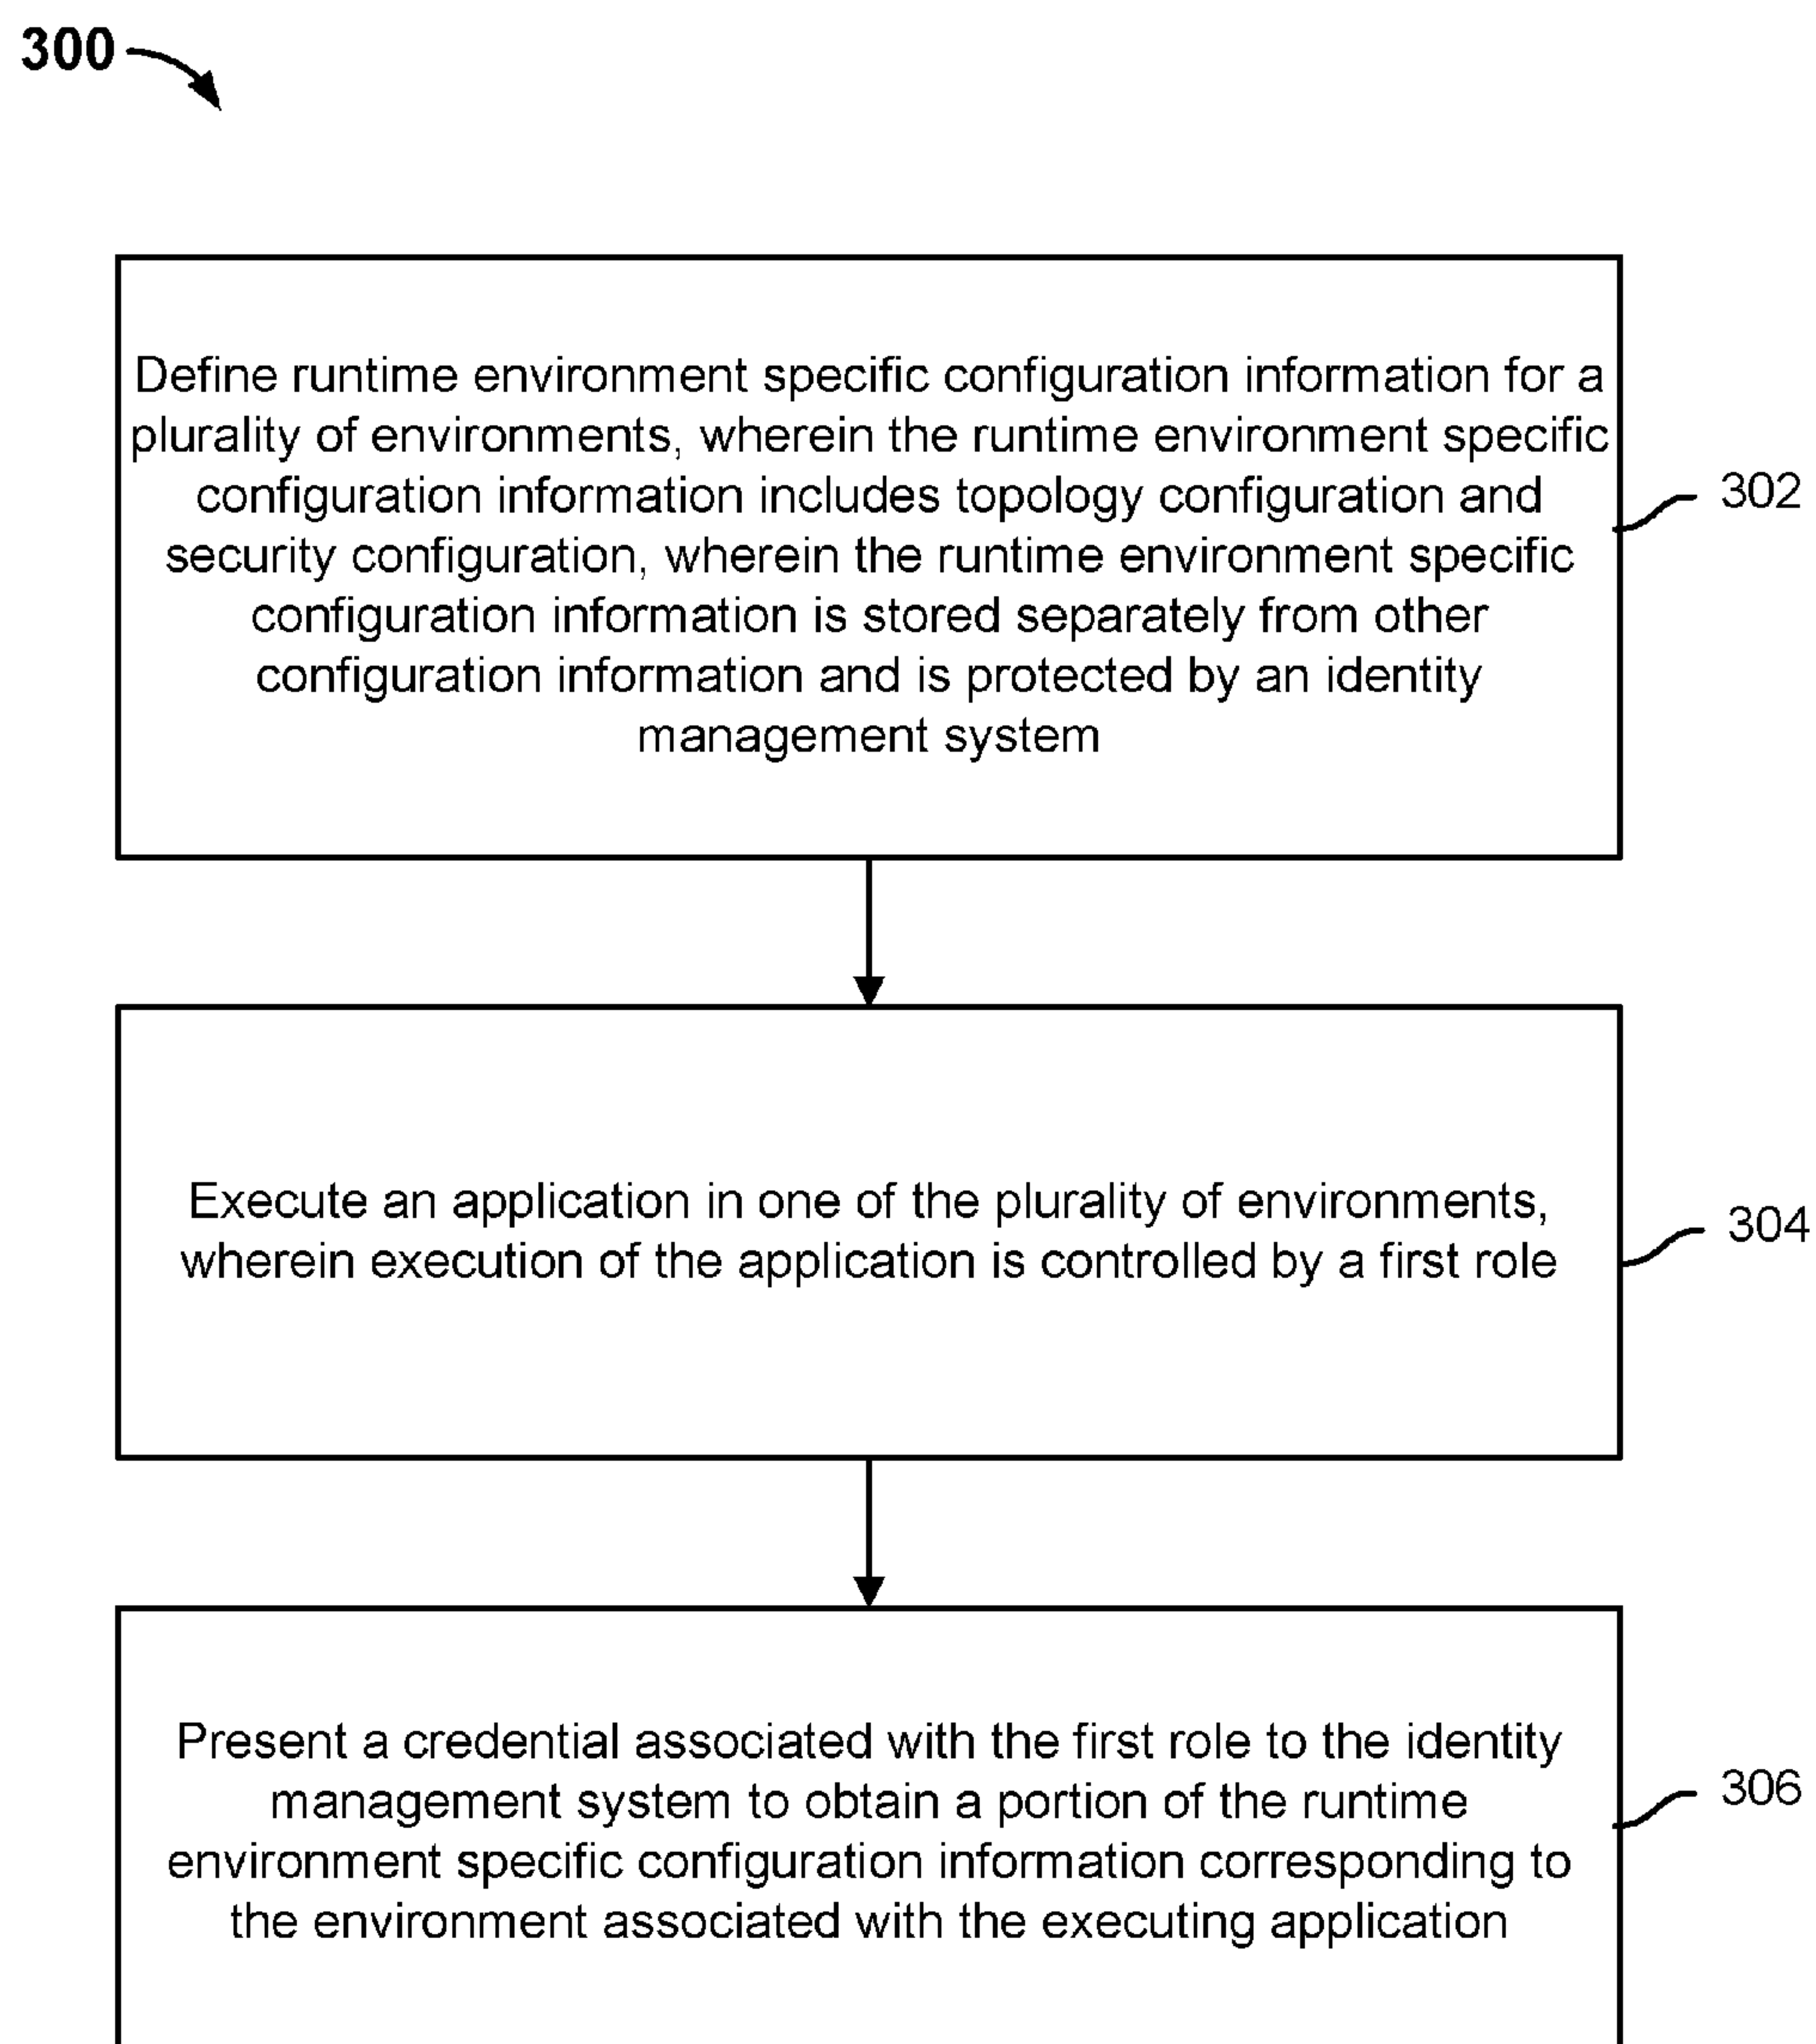 300
Define runtime environment specific configuration information for a
plurality of environments, wherein the runtime environment specific
configuration information includes topology configuration and
security configuration, wherein the runtime environment specific
configuration information is stored separately from other
configuration information and is protected by an identity
management system
302
Execute an application in one of the plurality of environments,
wherein execution of the application is controlled by a first role
304
Present a credential associated with the first role to the identity
management system to obtain a portion of the runtime
environment specific configuration information corresponding to
the environment associated with the executing application
306